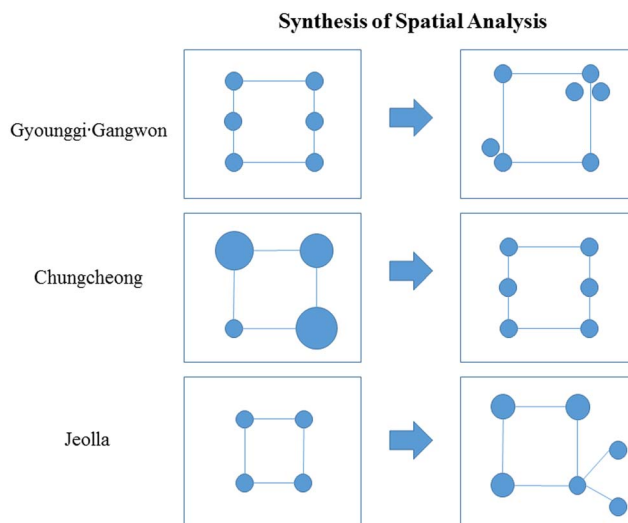 Synthesis of Spatial Analysis
Gyounggi·Gangwon
Chungcheong
Jeolla